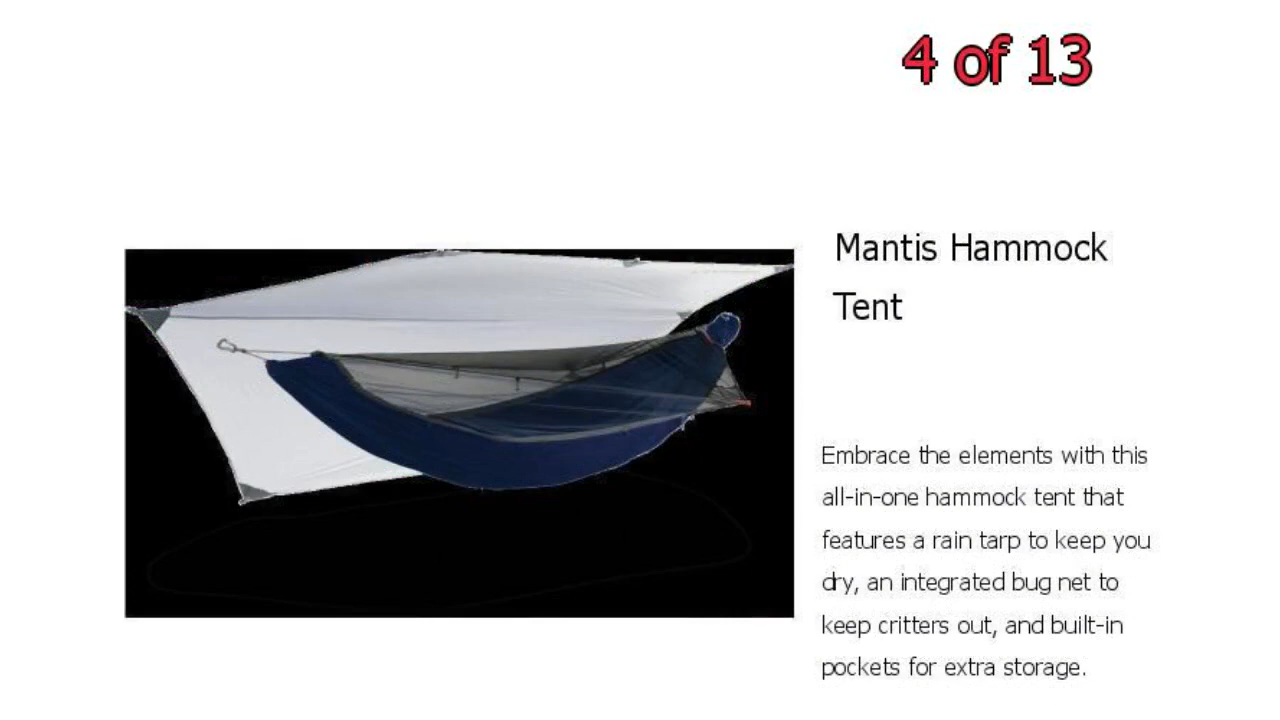 4 of 13
Mantis Hammock
Tent
Embrace the elements with this
all-in-one hammock tent that
features a rain tarp to keep you
dry, an integrated bug net to
keep critters out, and built-in
pockets for extra storage.